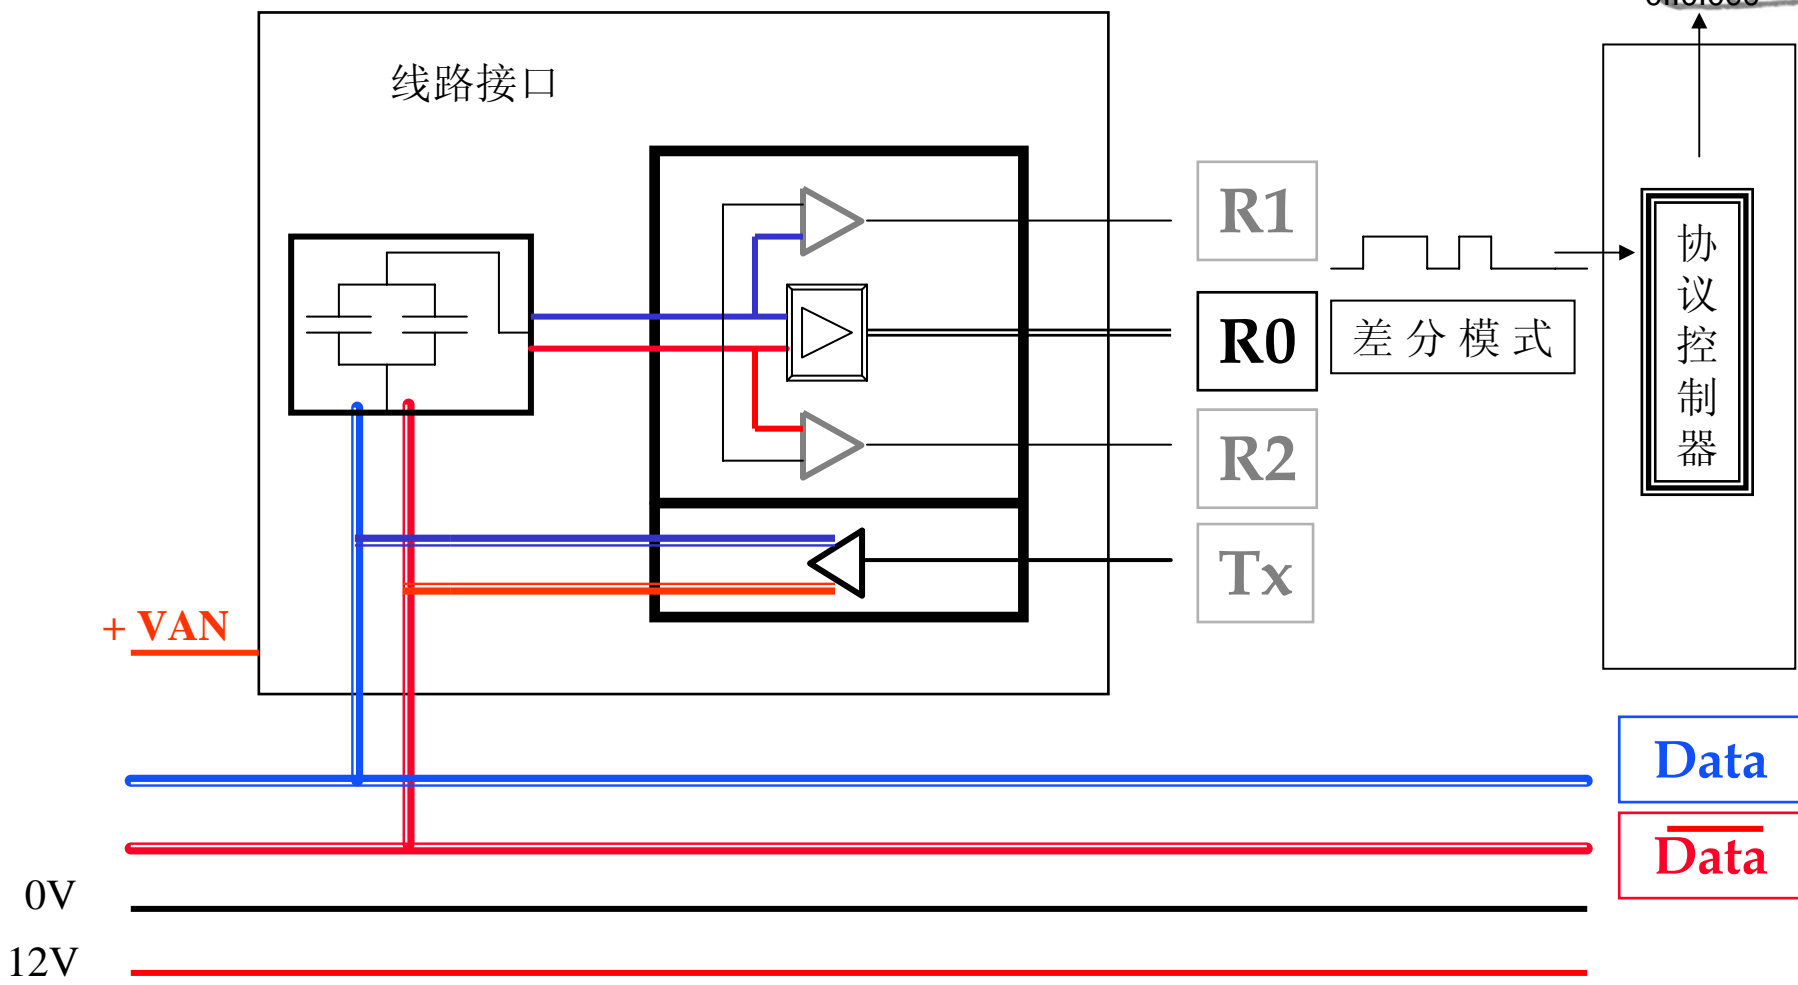 线路接口
R1
协议控制器
R0
差分模式
R2
Tx
+ VAN
Data
Data
0V
12V